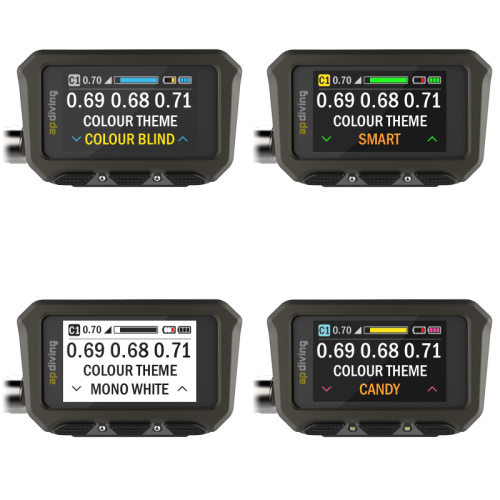 C1 0.70
0.69 0.68 0.71
COLOUR THEME
COLOUR BLIND
apdiving
C1 0.70
0.69 0.68 0.71
COLOUR THEME
SMART
apdiving
C1 0.70
0.69 0.68 0.71
COLOUR THEME
MONO WHITE
apdiving
C1 0.70
0.69 0.68 0.71
COLOUR THEME
CANDY
apdiving